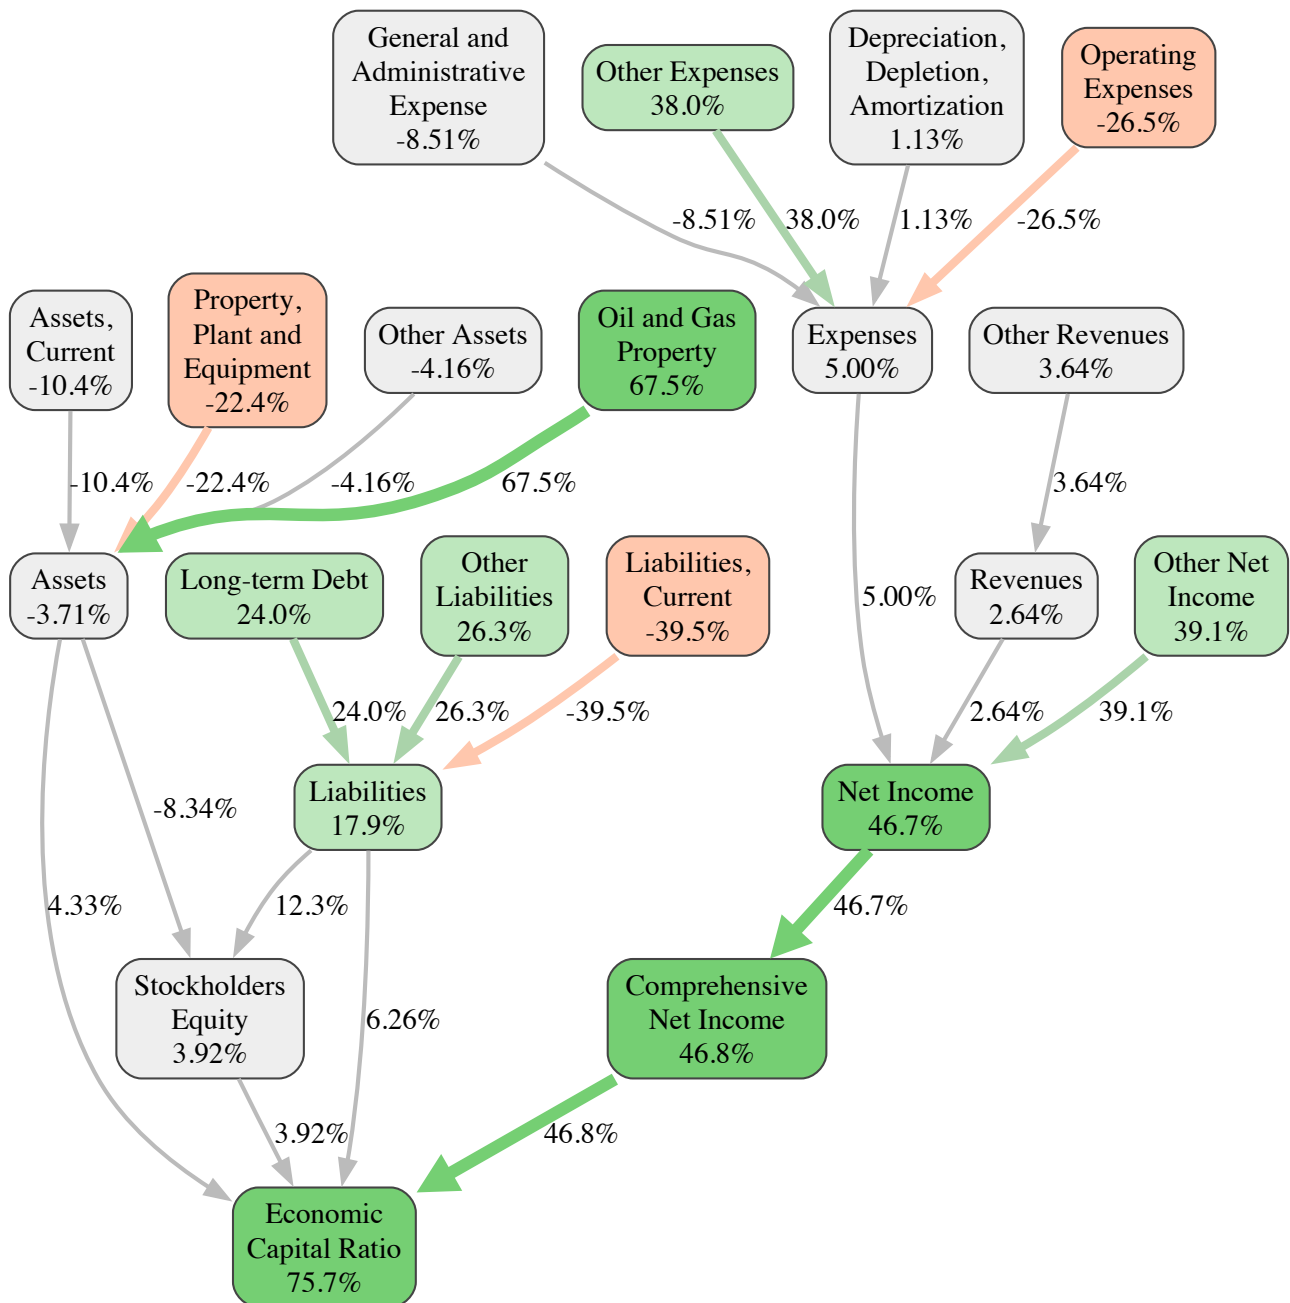 General and
Administrative
Expense
-8.51%
Other Expenses
38.0%
Depreciation,
Depletion,
Amortization
1.13%
Operating
Expenses
-26.5%
-8.51%
38.0%
1.13%
-26.5%
Assets,
Current
-10.4%
Property,
Plant and
Equipment
-22.4%
Other Assets
-4.16%
Oil and Gas
Property
67.5%
Expenses
5.00%
Other Revenues
3.64%
-10.4%
-22.4%
-4.16%
67.5%
3.64%
Assets
-3.71%
Long-term Debt
24.0%
Other
Liabilities
26.3%
Liabilities,
Current
-39.5%
5.00%
Revenues
2.64%
Other Net
Income
39.1%
24.0%
26.3%
-39.5%
2.64%
39.1%
-8.34%
Liabilities
17.9%
Net Income
46.7%
4.33%
12.3%
46.7%
Stockholders
Equity
3.92%
6.26%
Comprehensive
Net Income
46.8%
3.92%
46.8%
Economic
Capital Ratio
75.7%